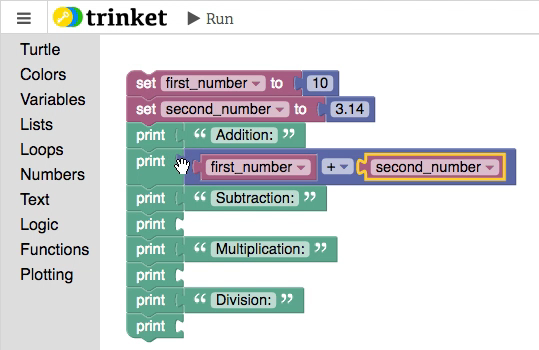 trinket Run
Turtle
Colors
Variables
Lists
Loops
Numbers
Text
Logic
Functions
Plotting
set first_number to 10
set second_number to 3.14
print “ Addition: ”
print first_number + second_number
print “ Subtraction: ”
print
print “ Multiplication: ”
print
print “ Division: ”
print